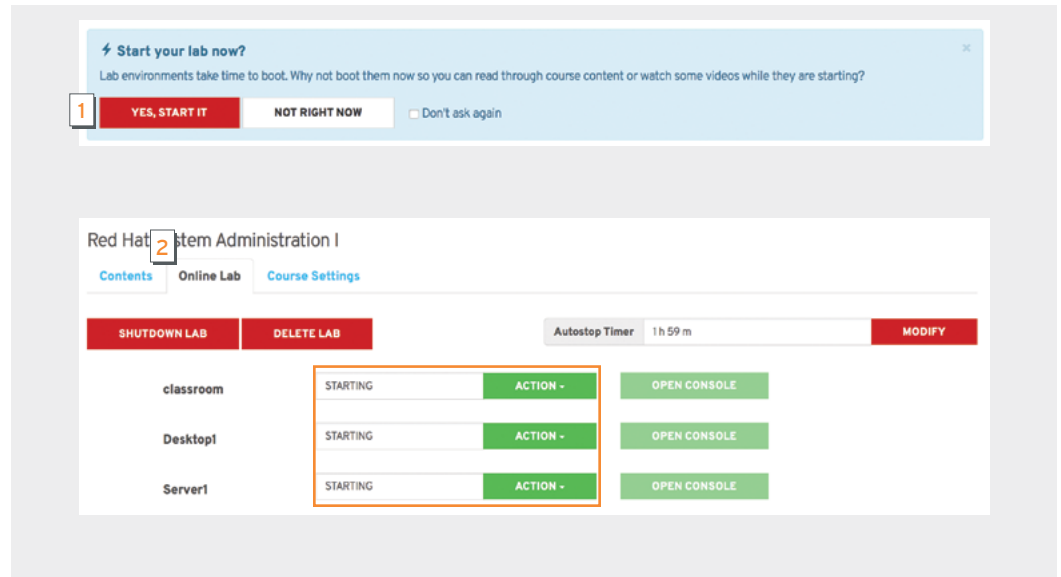 Start your lab now?
×
Lab environments take time to boot. Why not boot them now so you can read through course content or watch some videos while they are starting?
1
YES, START IT
NOT RIGHT NOW
Don't ask again
Red Hat stem Administration I
2
Contents
Online Lab
Course Settings
SHUTDOWN LAB
DELETE LAB
Autostop Timer
1 h 59 m
MODIFY
classroom
STARTING
ACTION -
OPEN CONSOLE
Desktop1
STARTING
ACTION -
OPEN CONSOLE
Server1
STARTING
ACTION -
OPEN CONSOLE